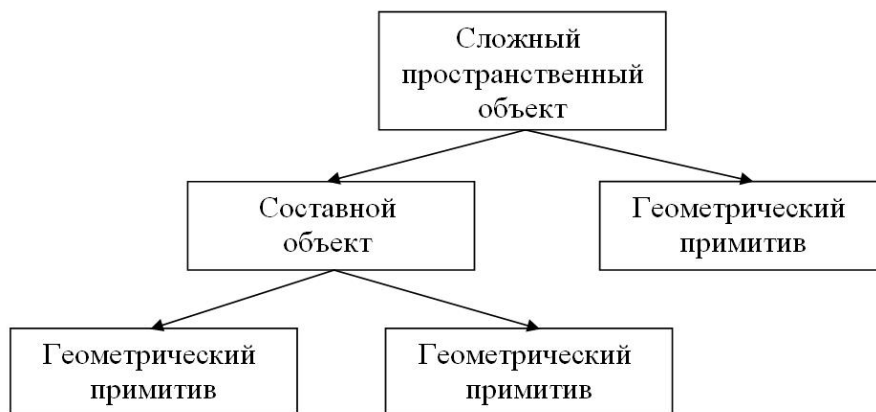 Сложный
пространственный
объект
Составной
объект
Геометрический
примитив
Геометрический
примитив
Геометрический
примитив